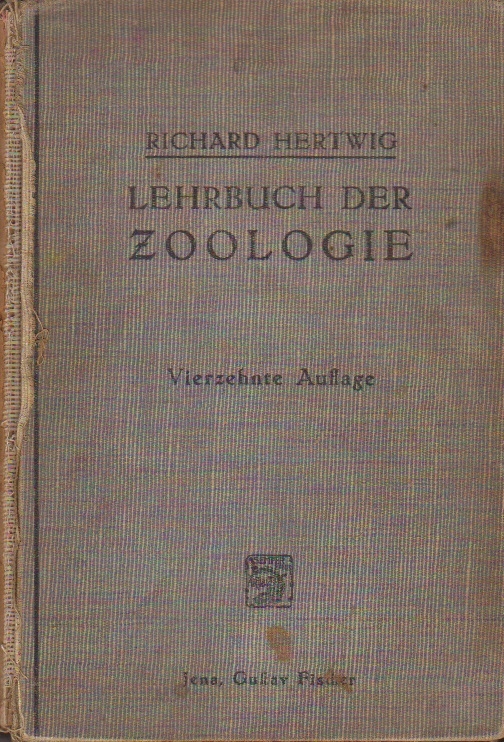 RICHARD HERTWIG
LEHRBUCH DER
ZOOLOGIE
Vierzehnte Auflage
Jena, Gustav Fischer